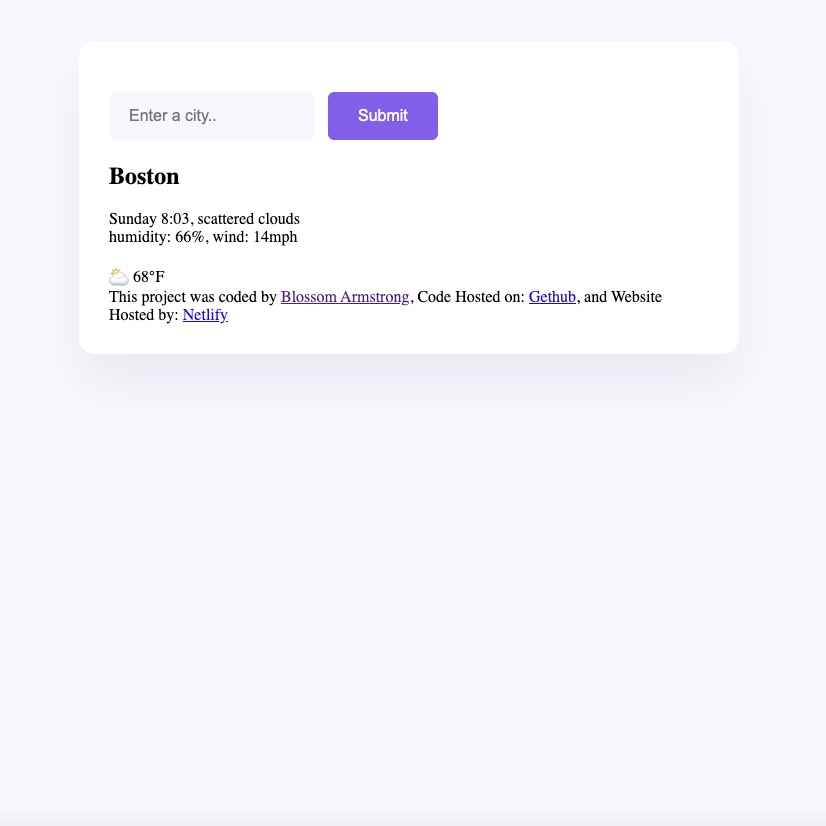 Enter a city..
Submit
Boston
Sunday 8:03, scattered clouds
humidity: 66%, wind: 14mph
68°F
This project was coded by Blossom Armstrong, Code Hosted on: Gethub, and Website
Hosted by: Netlify